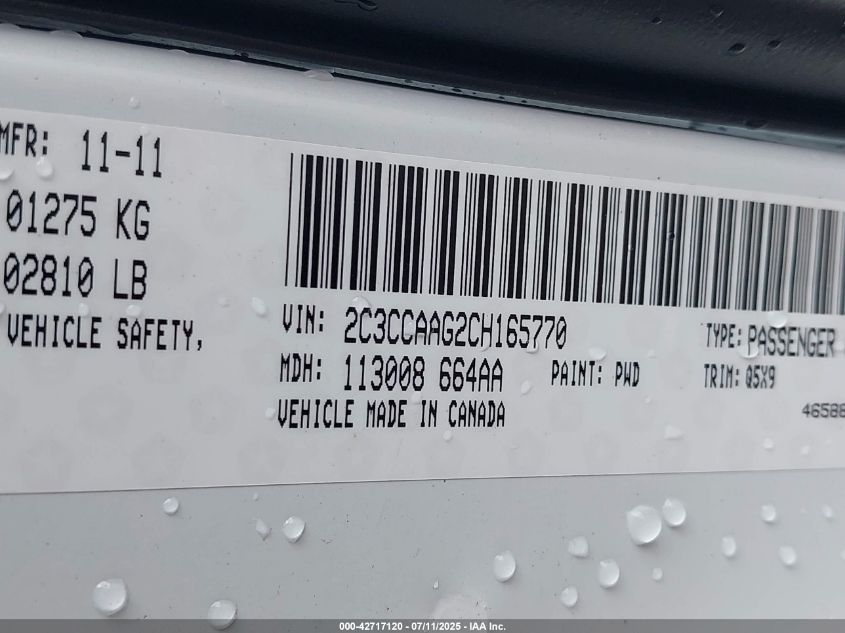 MFR: 11-11
01275 KG
02810 LB
VEHICLE SAFETY,
VIN: 2C3CCAAG2CH165770
TYPE: PASSENGER
MDH: 113008 664AA
PAINT: PWD
TRIM: Q5X9
VEHICLE MADE IN CANADA
000-42717120 - 07/11/2025 - IAA Inc.